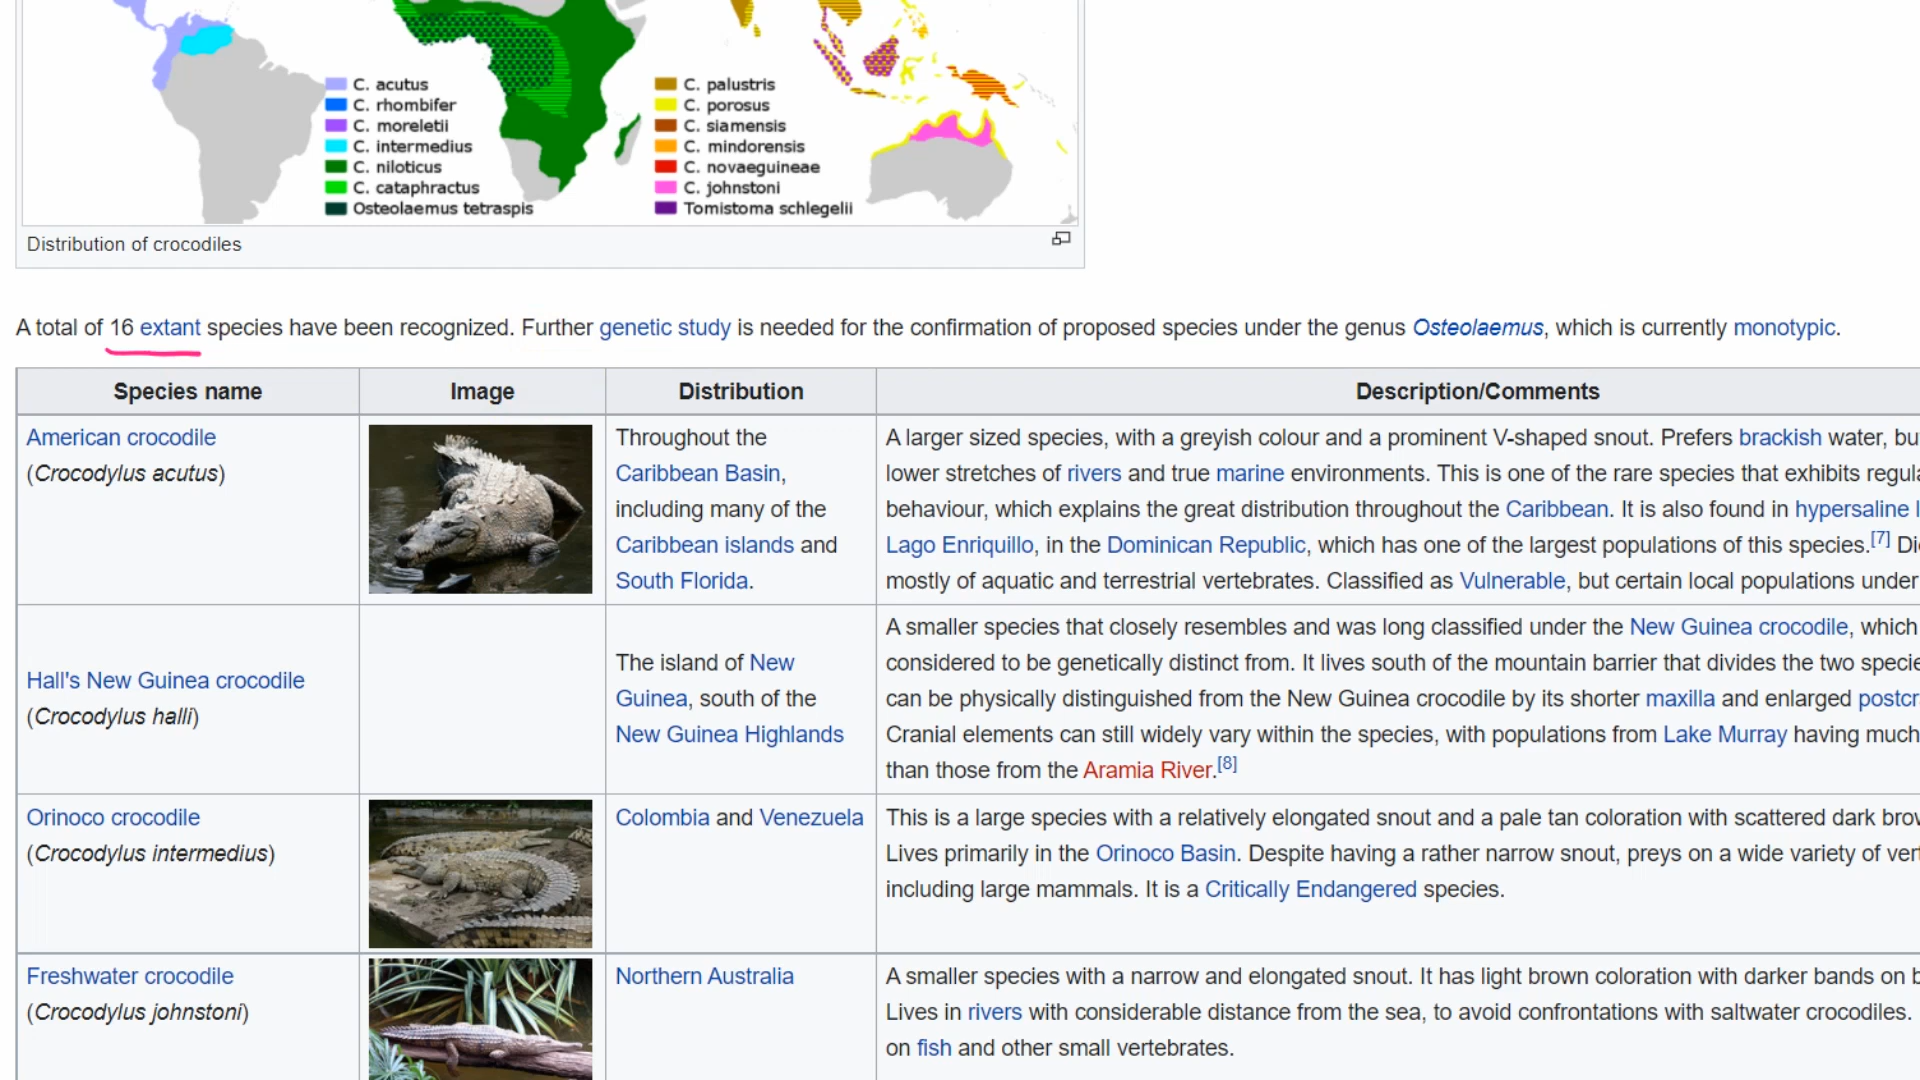 C. acutus
C. rhombifer
C. moreletii
C. intermedius
C. niloticus
C. cataphractus
Osteolaemus tetraspis
C. palustris
C. porosus
C. siamensis
C. mindorensis
C. novaeguineae
C. johnstoni
Tomistoma schlegelii
Distribution of crocodiles
A total of 16 extant species have been recognized. Further genetic study is needed for the confirmation of proposed species under the genus Osteolaemus, which is currently monotypic.
Species name Image Distribution Description/Comments
American crocodile
(Crocodylus acutus)
Throughout the
Caribbean Basin,
including many of the
Caribbean islands and
South Florida.
A larger sized species, with a greyish colour and a prominent V-shaped snout. Prefers brackish water, bu
lower stretches of rivers and true marine environments. This is one of the rare species that exhibits regula
behaviour, which explains the great distribution throughout the Caribbean. It is also found in hypersaline l
Lago Enriquillo, in the Dominican Republic, which has one of the largest populations of this species.[7] Di
mostly of aquatic and terrestrial vertebrates. Classified as Vulnerable, but certain local populations under
Hall's New Guinea crocodile
(Crocodylus halli)
The island of New
Guinea, south of the
New Guinea Highlands
A smaller species that closely resembles and was long classified under the New Guinea crocodile, which
considered to be genetically distinct from. It lives south of the mountain barrier that divides the two specie
can be physically distinguished from the New Guinea crocodile by its shorter maxilla and enlarged postcr
Cranial elements can still widely vary within the species, with populations from Lake Murray having much
than those from the Aramia River.[8]
Orinoco crocodile
(Crocodylus intermedius)
Colombia and Venezuela
This is a large species with a relatively elongated snout and a pale tan coloration with scattered dark brow
Lives primarily in the Orinoco Basin. Despite having a rather narrow snout, preys on a wide variety of ver
including large mammals. It is a Critically Endangered species.
Freshwater crocodile
(Crocodylus johnstoni)
Northern Australia
A smaller species with a narrow and elongated snout. It has light brown coloration with darker bands on b
Lives in rivers with considerable distance from the sea, to avoid confrontations with saltwater crocodiles.
on fish and other small vertebrates.